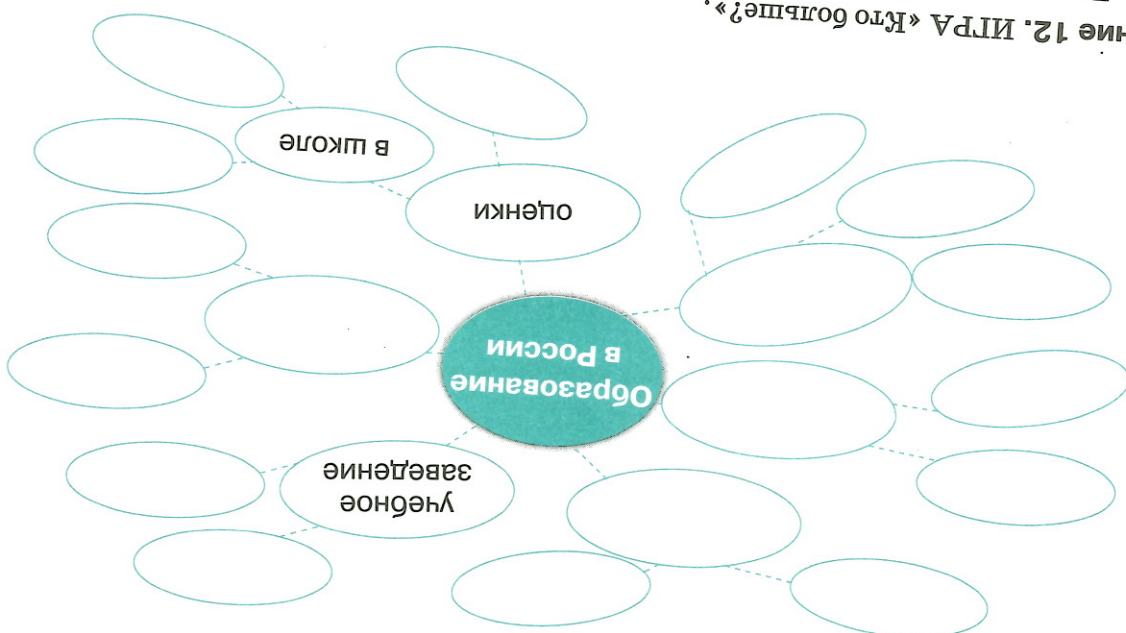 учебное
заведение
Образование
в России
оценки
в школе
ние 12. ИГРА «Кто больше?».